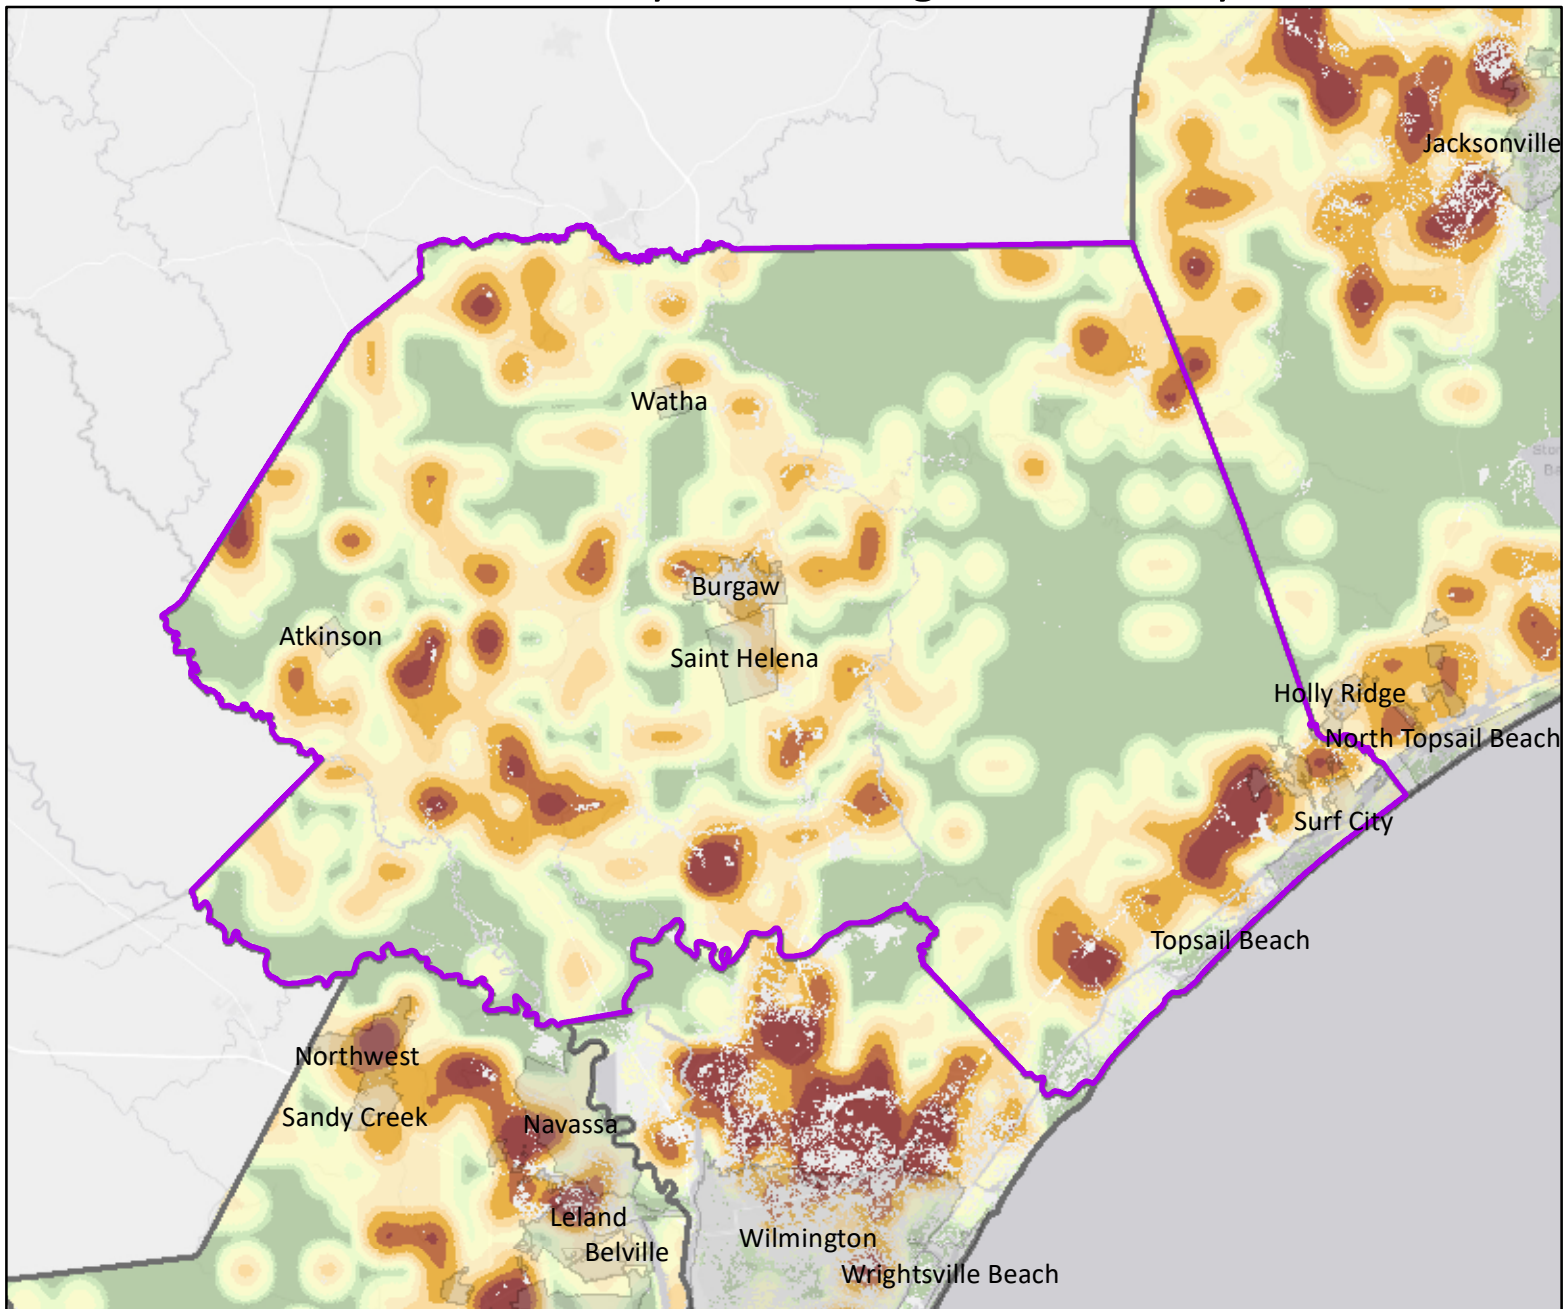 Jacksonville
Watha
Burgaw
Atkinson
Saint Helena
Holly Ridge
North Topsail Beach
Surf City
Topsail Beach
Northwest
Sandy Creek
Navassa
Leland
Wilmington
Belville
Wrightsville Beach